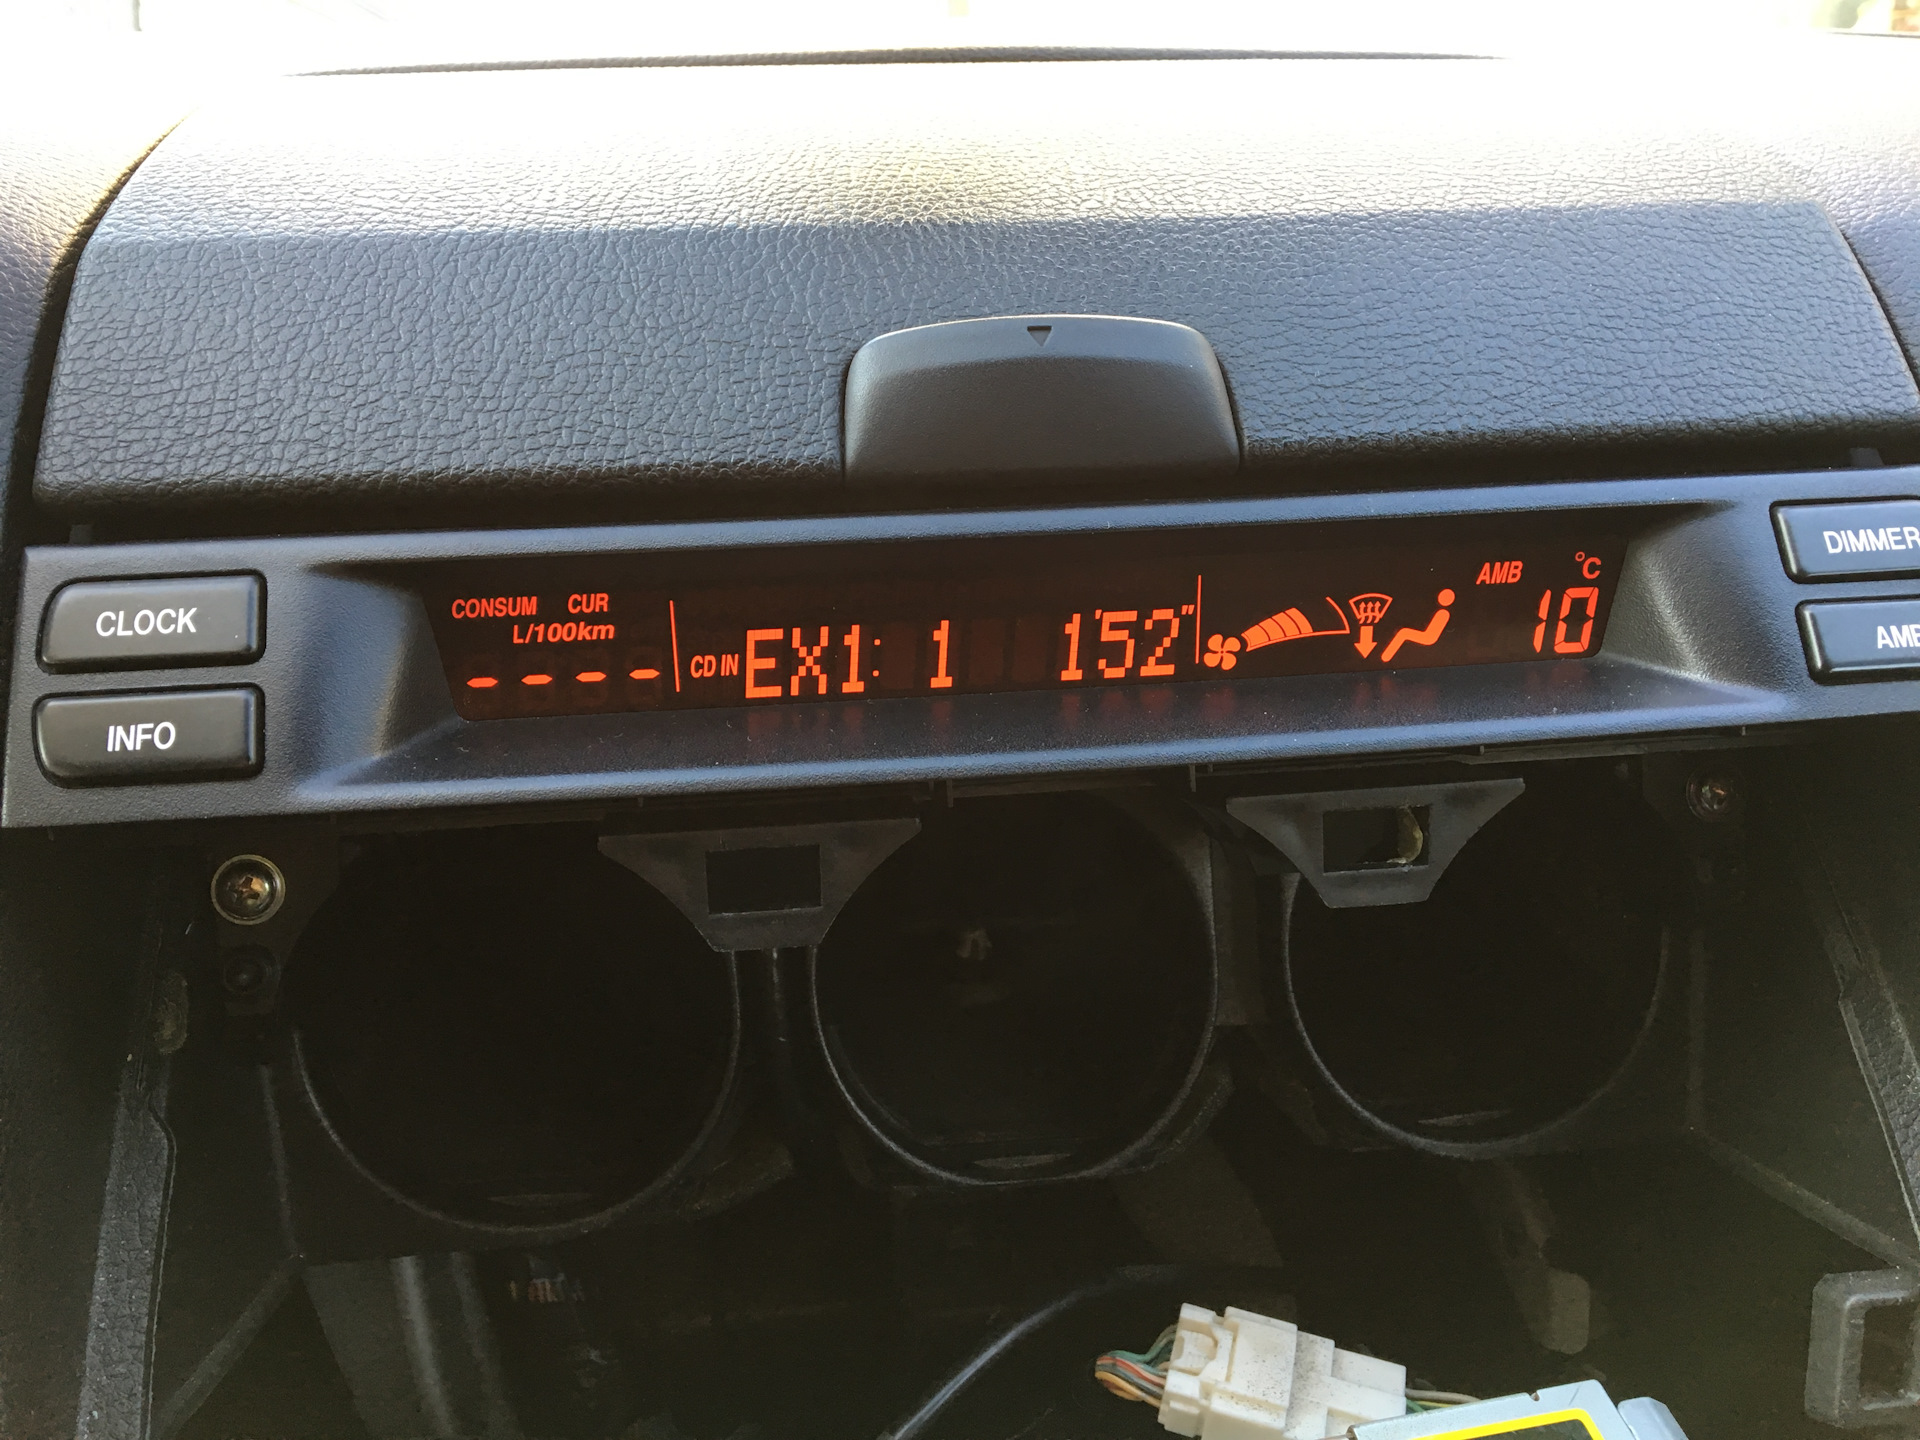 CLOCK
INFO
CONSUM CUR
L/100km
- - - -
CD IN EX1: 1 1'52"
AMB °C
10
DIMMER
AMB